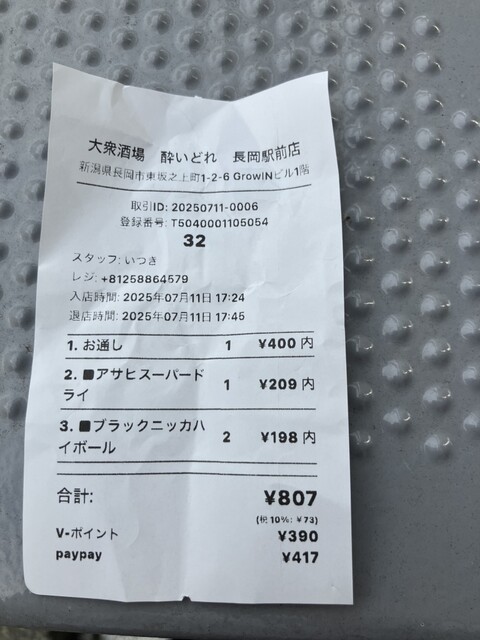 大衆酒場　酔いどれ　長岡駅前店
新潟県長岡市東坂之上町1-2-6 GrowINビル1階
取引ID: 20250711-0006
登録番号: T5040001105054
32
スタッフ: いつき
レジ: +81258864579
入店時間: 2025年07月11日 17:24
退店時間: 2025年07月11日 17:45
1. お通し 1 ¥400 内
2. ■アサヒスーパード
ライ 1 ¥209 内
3. ■ブラックニッカハ
イボール 2 ¥198 内
合計: ¥807
(税 10%: ¥73)
V-ポイント ¥390
paypay ¥417